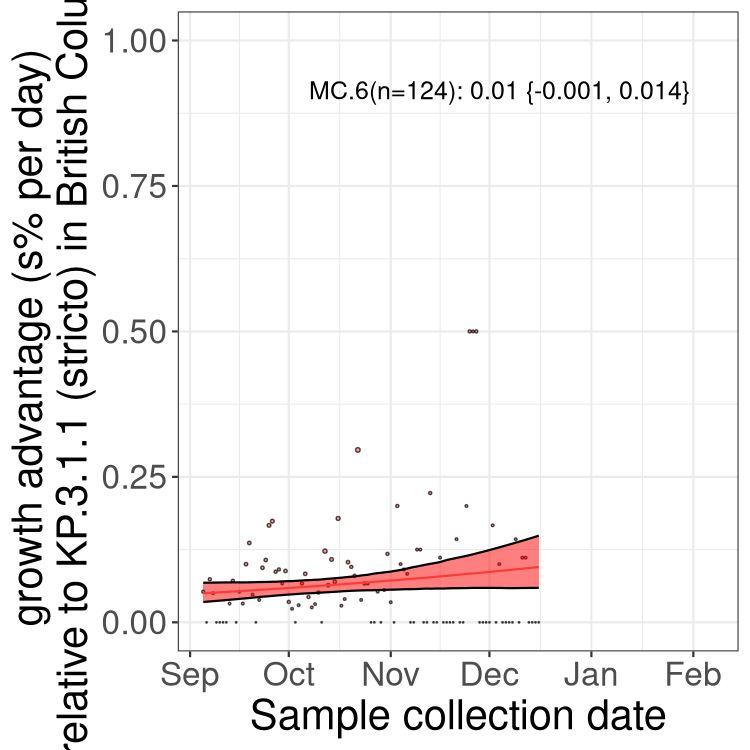 growth advantage (s% per day)
relative to KP.3.1.1 (stricto) in British Colu
1.00
0.75
0.50
0.25
0.00
MC.6(n=124): 0.01 {-0.001, 0.014}
Sep Oct Nov Dec Jan Feb
Sample collection date